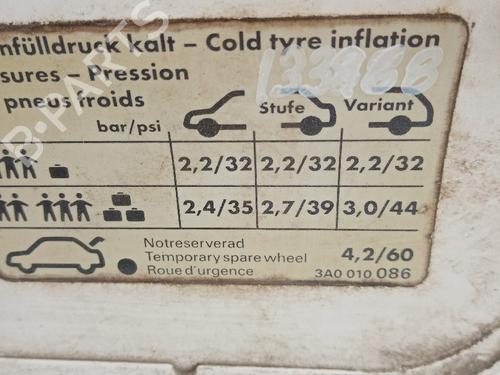 nfülldruck kalt – Cold tyre inflation
sures – Pression
pneus froids
133766
bar/psi
Stufe
Variant
2,2/32 2,2/32 2,2/32
2,4/35 2,7/39 3,0/44
Notreserverad
Temporary spare wheel
Roue d'urgence
4,2/60
3A0 010 086
B-PARTS